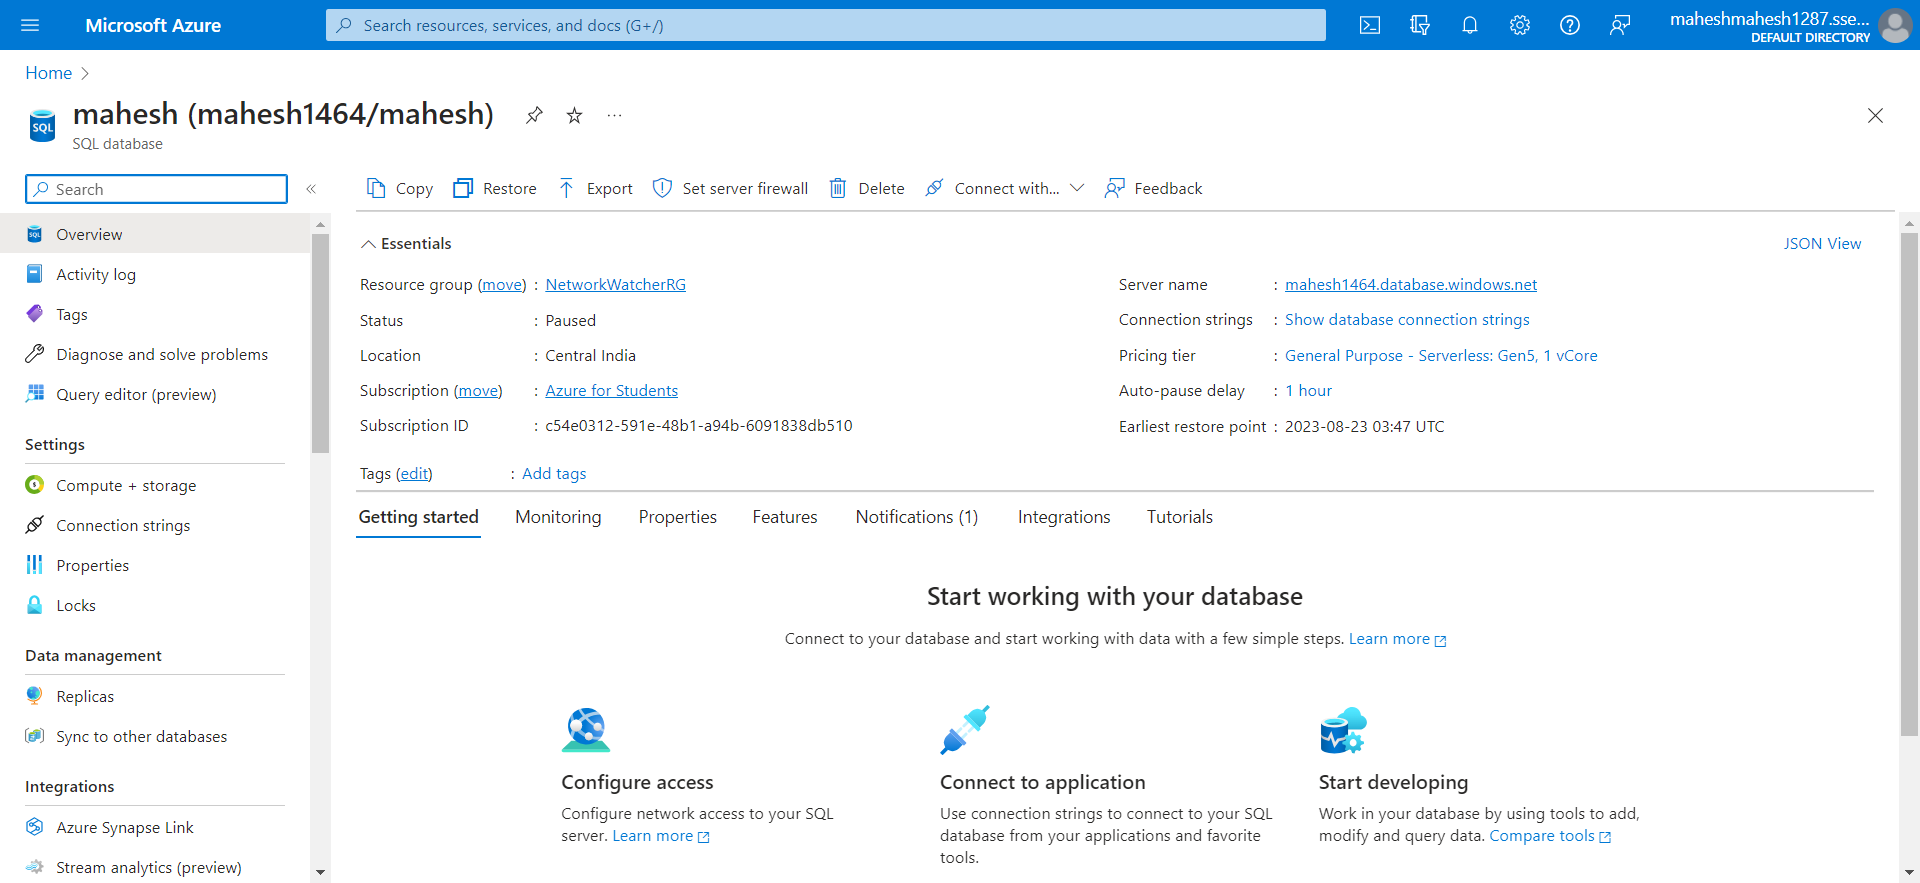 Microsoft Azure
Search resources, services, and docs (G+/)
maheshmahesh1287.sse...
DEFAULT DIRECTORY
Home
mahesh (mahesh1464/mahesh)
SQL
SQL database
Search
Copy
Restore
Export
Set server firewall
Delete
Connect with...
Feedback
Overview
Activity log
Tags
Diagnose and solve problems
Query editor (preview)
Settings
Compute + storage
Connection strings
Properties
Locks
Data management
Replicas
Sync to other databases
Integrations
Azure Synapse Link
Stream analytics (preview)
Essentials
JSON View
Resource group (move) : NetworkWatcherRG
Status : Paused
Location : Central India
Subscription (move) : Azure for Students
Subscription ID : c54e0312-591e-48b1-a94b-6091838db510
Server name : mahesh1464.database.windows.net
Connection strings : Show database connection strings
Pricing tier : General Purpose - Serverless: Gen5, 1 vCore
Auto-pause delay : 1 hour
Earliest restore point : 2023-08-23 03:47 UTC
Tags (edit) : Add tags
Getting started
Monitoring
Properties
Features
Notifications (1)
Integrations
Tutorials
Start working with your database
Connect to your database and start working with data with a few simple steps. Learn more
Configure access
Configure network access to your SQL
server. Learn more
Connect to application
Use connection strings to connect to your SQL
database from your applications and favorite
tools.
Start developing
Work in your database by using tools to add,
modify and query data. Compare tools